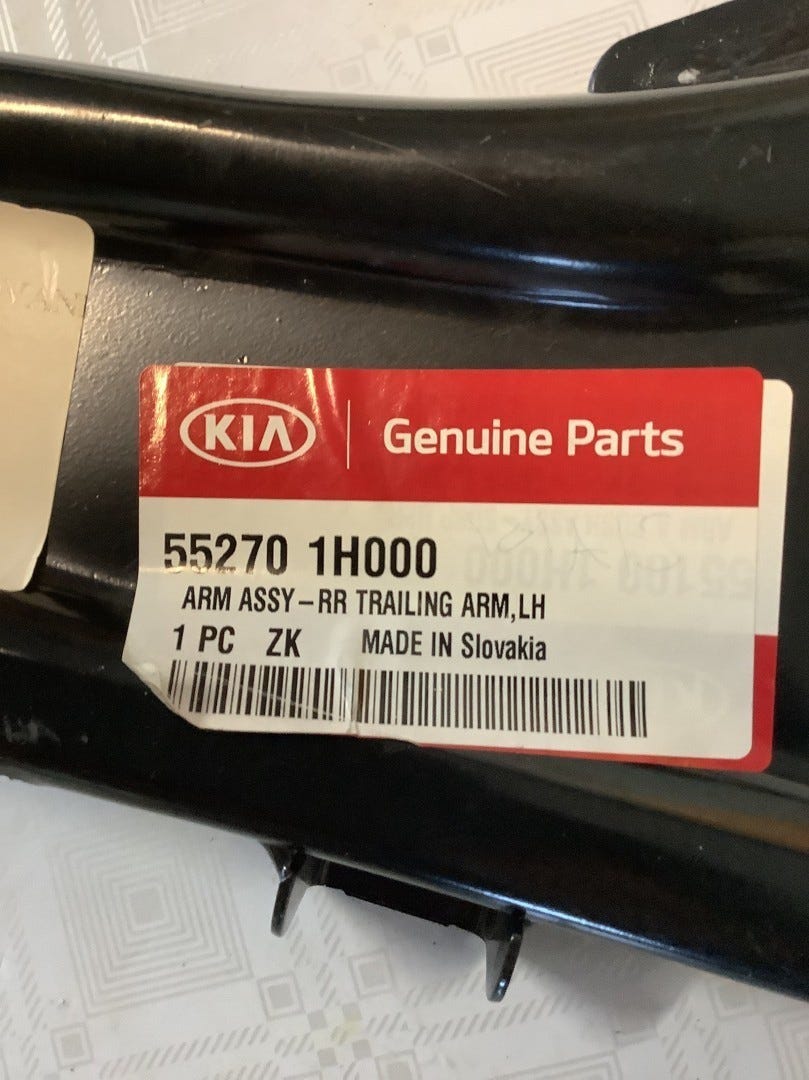 KIA Genuine Parts
55270 1H000
ARM ASSY-RR TRAILING ARM,LH
1 PC ZK MADE IN Slovakia